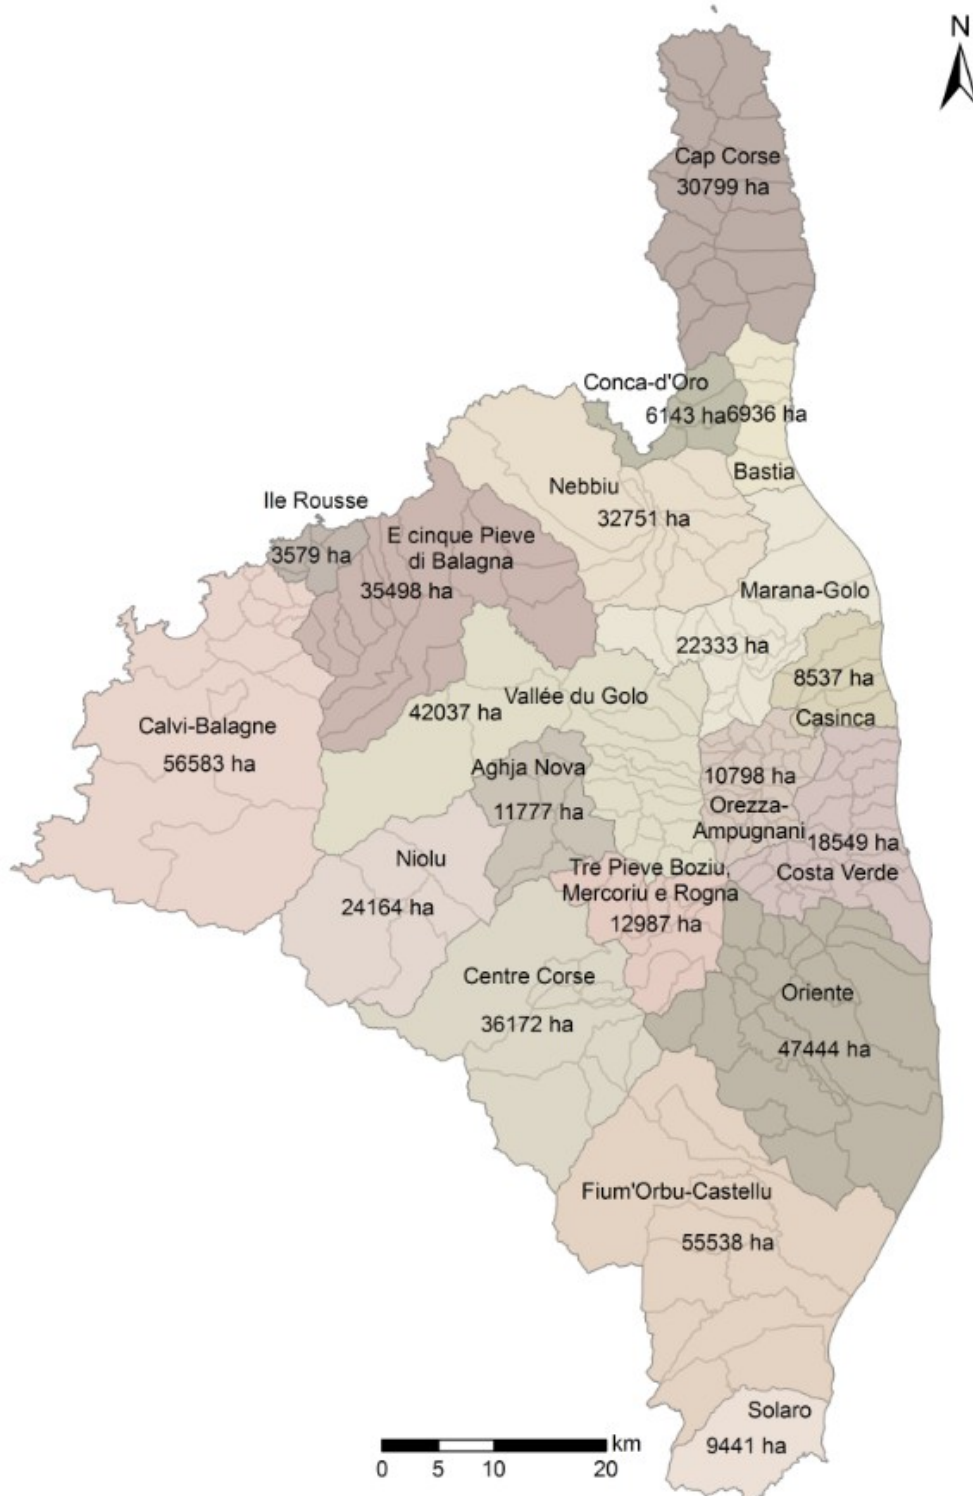 N
Cap Corse
30799 ha
Conca-d'Oro
6143 ha
6936 ha
Bastia
Nebbiu
32751 ha
Ile Rousse
3579 ha
E cinque Pieve
di Balagna
35498 ha
Marana-Golo
22333 ha
8537 ha
Casinca
Vallée du Golo
42037 ha
Calvi-Balagne
56583 ha
Aghja Nova
11777 ha
10798 ha
Orezza-
Ampugnani
18549 ha
Costa Verde
Niolu
24164 ha
Tre Pieve Boziu,
Mercoriu e Rogna
12987 ha
Centre Corse
36172 ha
Oriente
47444 ha
Fium'Orbu-Castellu
55538 ha
Solaro
9441 ha
km
0 5 10 20